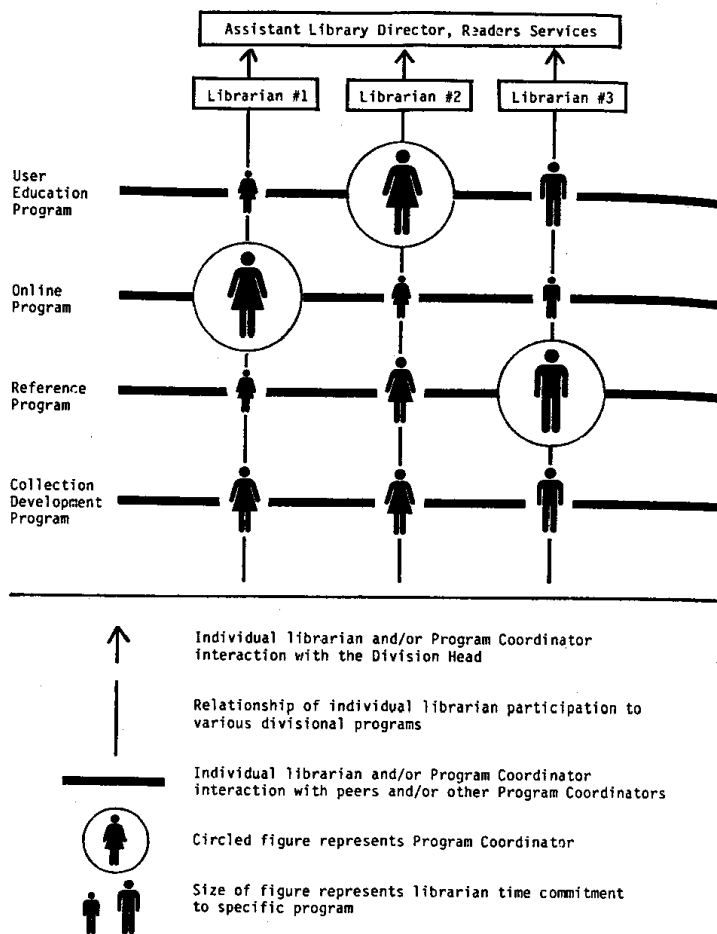 Assistant Library Director, Readers Services
Librarian #1
Librarian #2
Librarian #3
User
Education
Program
Online
Program
Reference
Program
Collection
Development
Program
Individual librarian and/or Program Coordinator
interaction with the Division Head
Relationship of individual librarian participation to
various divisional programs
Individual librarian and/or Program Coordinator
interaction with peers and/or other Program Coordinators
Circled figure represents Program Coordinator
Size of figure represents librarian time commitment
to specific program